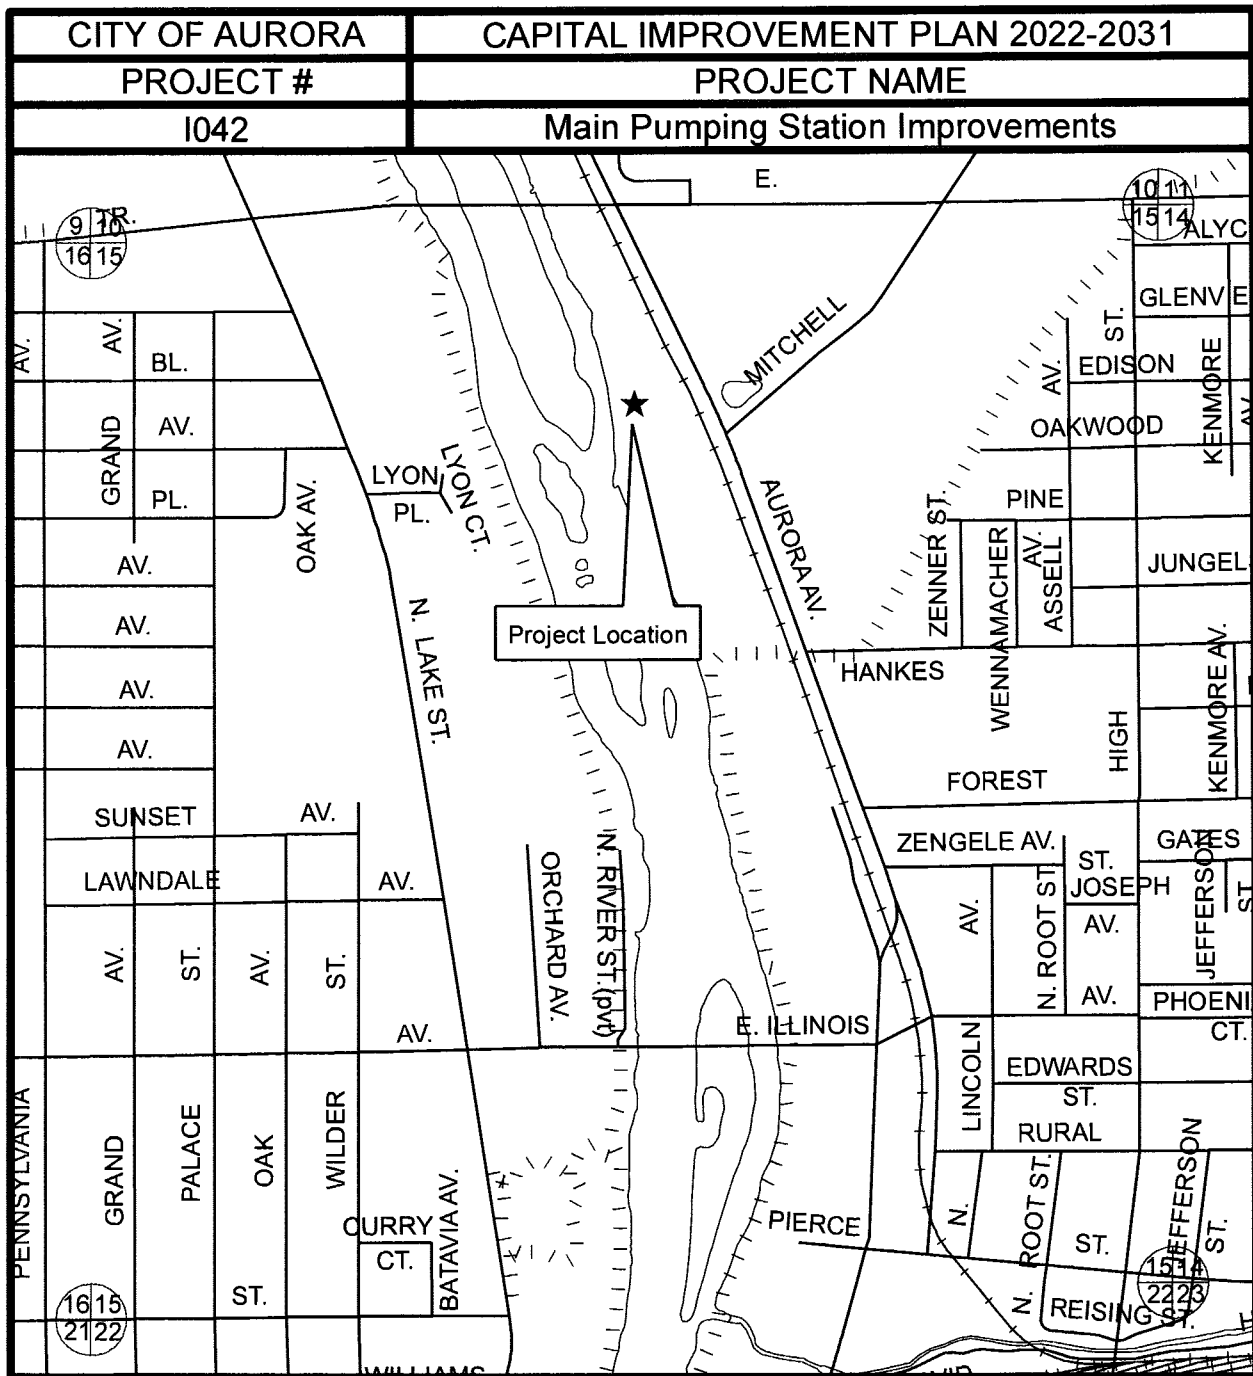 CITY OF AURORA
CAPITAL IMPROVEMENT PLAN 2022-2031
PROJECT #
PROJECT NAME
I042
Main Pumping Station Improvements
E.
9 10
16 15
TR.
10 11
15 14
ALYC
GLENV E
ST.
MITCHELL
AV.
AV.
BL.
AV.
EDISON
KENMORE
AV.
GRAND
AV.
OAKWOOD
LYON
LYON CT.
PL.
PL.
OAK AV.
PINE
AURORA AV.
ZENNER ST.
WENNAMACHER
AV.
ASSELL
JUNGEL
AV.
AV.
N. LAKE ST.
Project Location
HANKES
KENMORE AV.
AV.
AV.
HIGH
FOREST
SUNSET
AV.
ZENGELE AV.
GATES
ST.
LAWNDALE
AV.
ORCHARD AV.
N. RIVER ST. (pvt)
AV.
N. ROOT ST.
JOSEPH
AV.
JEFFERSON
ST.
AV.
ST.
AV.
ST.
AV.
PHOENI
CT.
AV.
E. ILLINOIS
LINCOLN
EDWARDS
ST.
RURAL
PENNSYLVANIA
GRAND
PALACE
OAK
WILDER
BATAVIA AV.
CURRY
CT.
PIERCE
N.
ROOT ST.
N.
ST.
JEFFERSON
ST.
15 14
22 23
16 15
21 22
ST.
REISING ST.
WILLIAMS